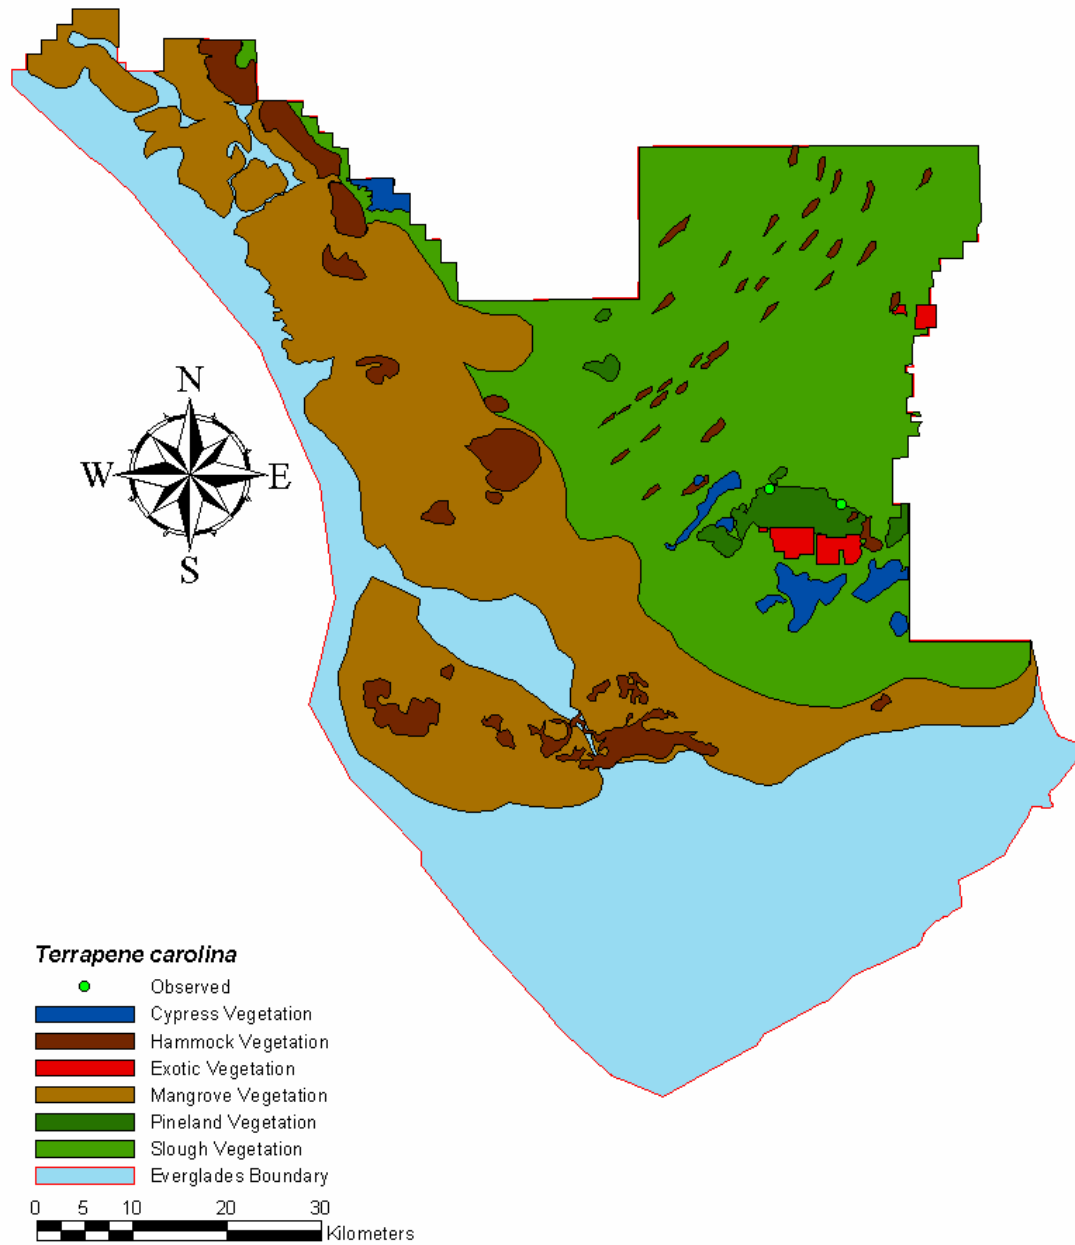 N
W E
S
Terrapene carolina
Observed
Cypress Vegetation
Hammock Vegetation
Exotic Vegetation
Mangrove Vegetation
Pineland Vegetation
Slough Vegetation
Everglades Boundary
0 5 10 20 30
Kilometers